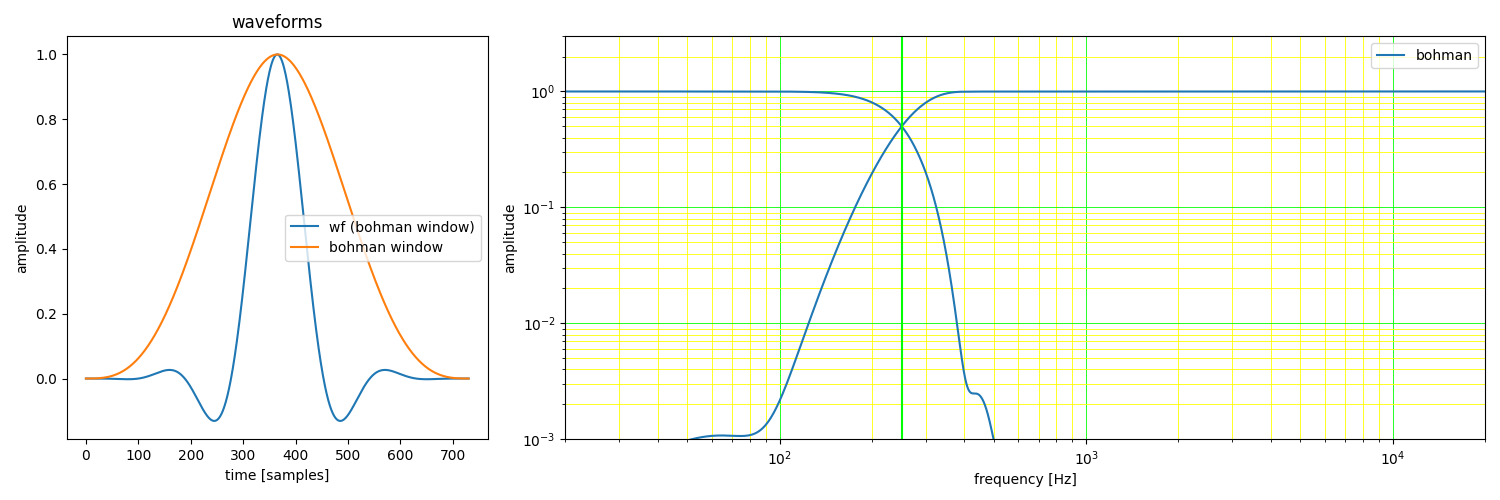 waveforms
amplitude
1.0
0.8
0.6
0.4
0.2
0.0
wf (bohman window)
bohman window
0 100 200 300 400 500 600 700
time [samples]
amplitude
10⁰
10⁻¹
10⁻²
10⁻³
bohman
10² 10³ 10⁴
frequency [Hz]